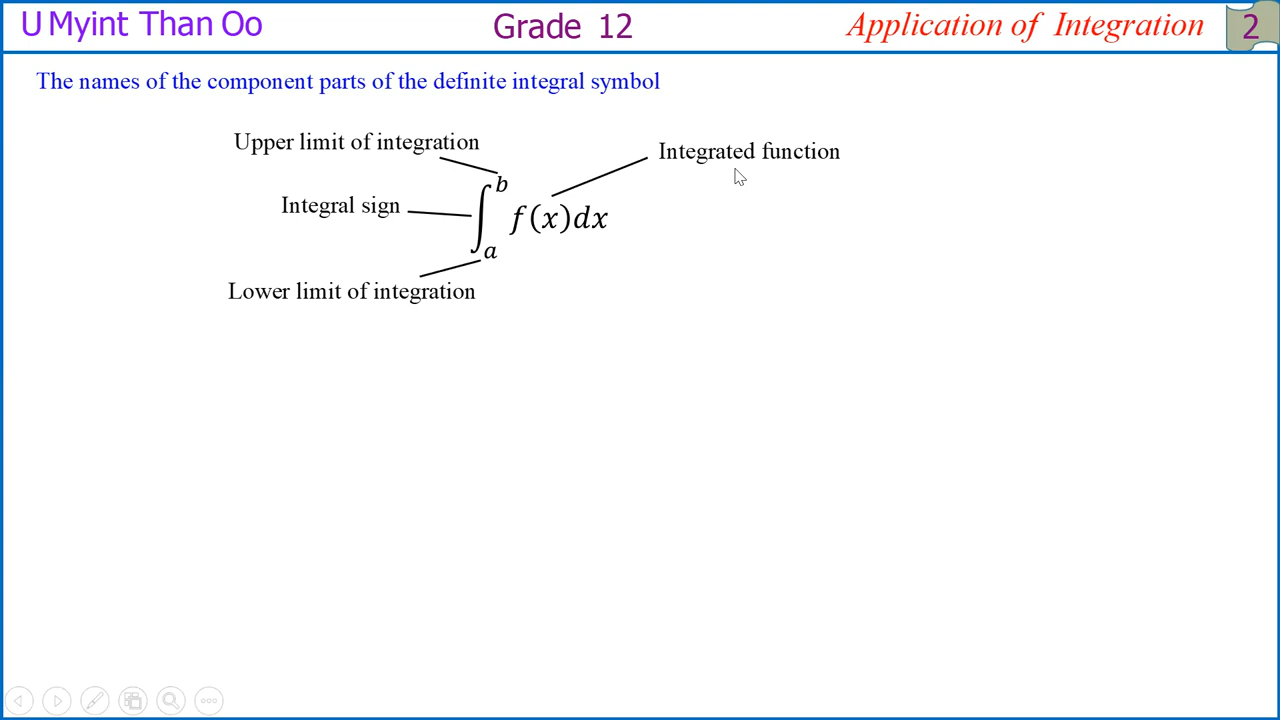 U Myint Than Oo
Grade 12
Application of Integration
2
The names of the component parts of the definite integral symbol
Upper limit of integration
Integrated function
Integral sign
∫_a^b f(x)dx
Lower limit of integration